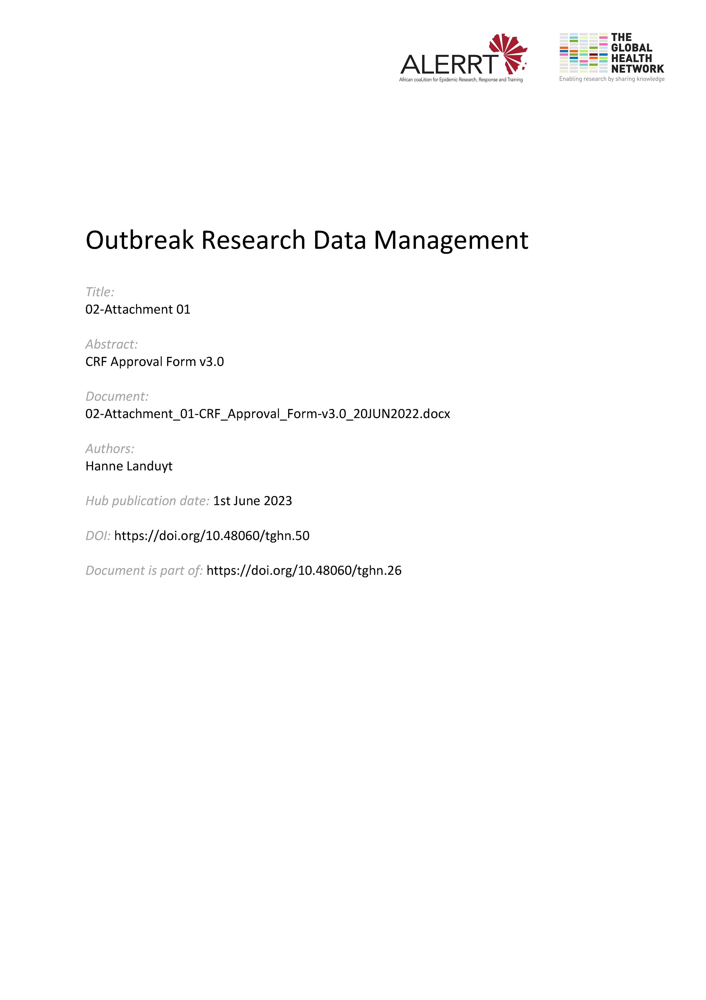 ALERRT
African coaLition for Epidemic Research, Response and Training
THE
GLOBAL
HEALTH
NETWORK
Enabling research by sharing knowledge
Outbreak Research Data Management
Title:
02-Attachment 01
Abstract:
CRF Approval Form v3.0
Document:
02-Attachment_01-CRF_Approval_Form-v3.0_20JUN2022.docx
Authors:
Hanne Landuyt
Hub publication date: 1st June 2023
DOI: https://doi.org/10.48060/tghn.50
Document is part of: https://doi.org/10.48060/tghn.26